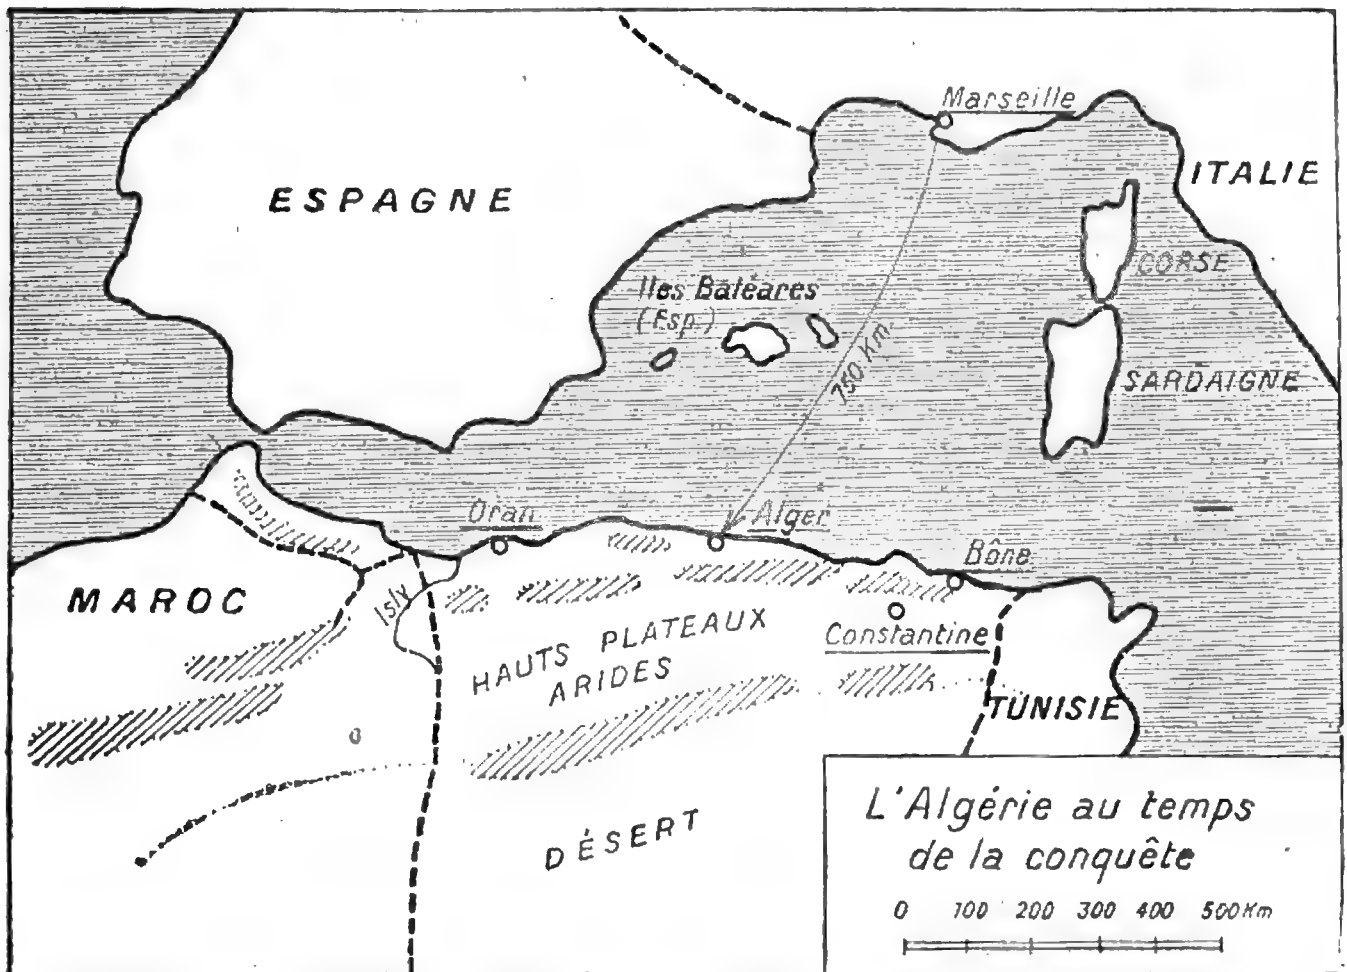 Marseille
ITALIE
ESPAGNE
CORSE
Iles Baléares
(Esp.)
750 Km
SARDAIGNE
Oran
Alger
Bône
MAROC
Isly
Constantine
HAUTS PLATEAUX
ARIDES
TUNISIE
DÉSERT
L'Algérie au temps
de la conquête
0 100 200 300 400 500 Km